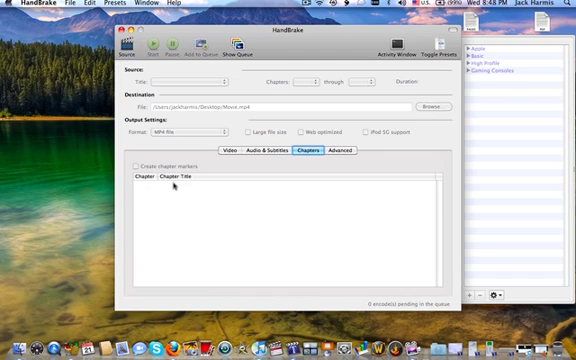 HandBrake File Edit Presets Window Help U.S. (99%) Wed 8:48 PM Jack Harmis
HandBrake
Source Start Pause Add to Queue Show Queue Activity Window Toggle Presets
Source:
Title: Chapters: through Duration:
Destination
File: /Users/jackharmis/Desktop/Movie.mp4 Browse...
Output Settings:
Format: MP4 file Large file size Web optimized iPod 5G support
Video Audio & Subtitles Chapters Advanced
Create chapter markers
Chapter Chapter Title
0 encode(s) pending in the queue
Apple
Basic
High Profile
Gaming Consoles